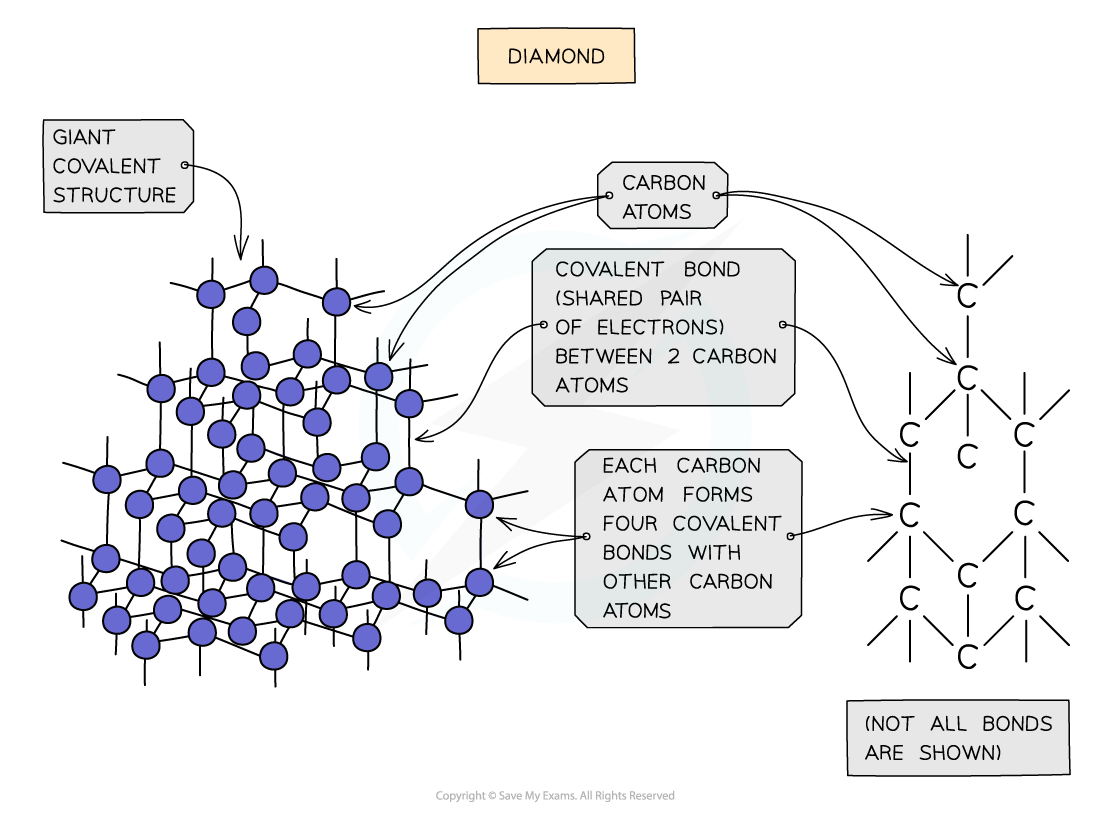 DIAMOND
GIANT
COVALENT
STRUCTURE
CARBON
ATOMS
COVALENT BOND
(SHARED PAIR
OF ELECTRONS)
BETWEEN 2 CARBON
ATOMS
EACH CARBON
ATOM FORMS
FOUR COVALENT
BONDS WITH
OTHER CARBON
ATOMS
C
C
C C
C
C C
C
C C
C
(NOT ALL BONDS
ARE SHOWN)
Copyright © Save My Exams. All Rights Reserved